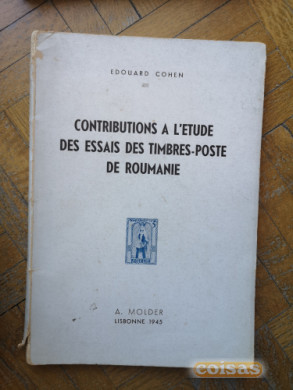 EDOUARD COHEN
CONTRIBUTIONS A L'ETUDE
DES ESSAIS DES TIMBRES-POSTE
DE ROUMANIE
A. MOLDER
LISBONNE 1945
coisas